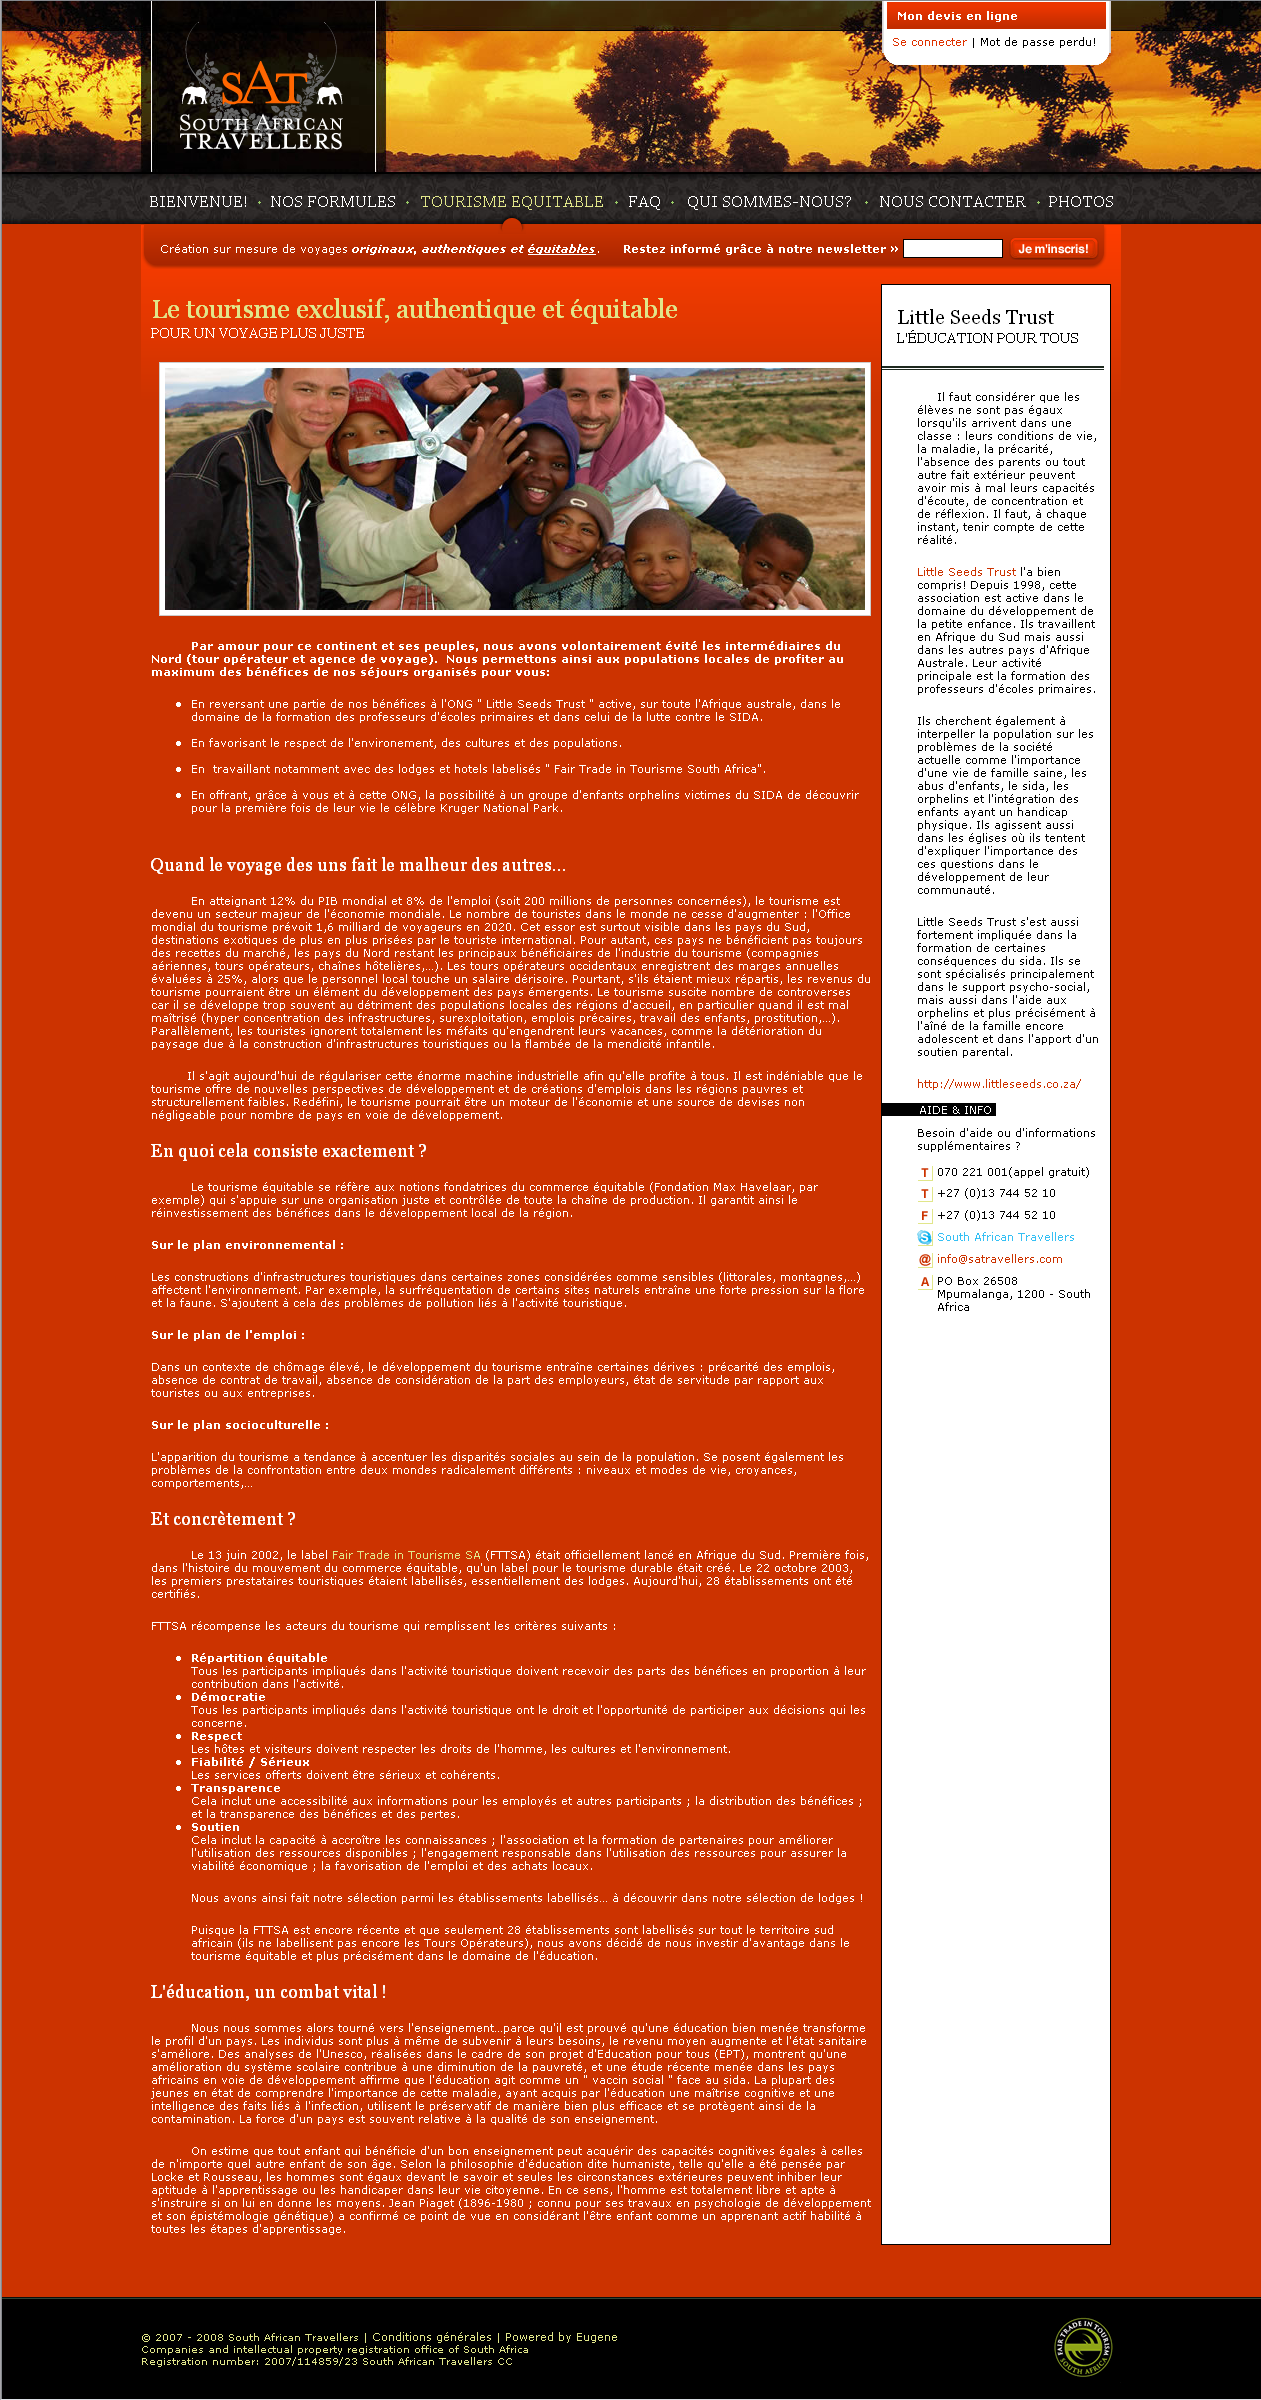 Mon devis en ligne
Se connecter | Mot de passe perdu!
SAT
SOUTH AFRICAN
TRAVELLERS
BIENVENUE! · NOS FORMULES · TOURISME EQUITABLE · FAQ · QUI SOMMES-NOUS? · NOUS CONTACTER · PHOTOS
Création sur mesure de voyages originaux, authentiques et équitables.
Restez informé grâce à notre newsletter »
Je m'inscris!
Le tourisme exclusif, authentique et équitable
POUR UN VOYAGE PLUS JUSTE
Par amour pour ce continent et ses peuples, nous avons volontairement évité les intermédiaires du
Nord (tour opérateur et agence de voyage). Nous permettons ainsi aux populations locales de profiter au
maximum des bénéfices de nos séjours organisés pour vous:
• En reversant une partie de nos bénéfices à l'ONG " Little Seeds Trust " active, sur toute l'Afrique australe, dans le
domaine de la formation des professeurs d'écoles primaires et dans celui de la lutte contre le SIDA.
• En favorisant le respect de l'environement, des cultures et des populations.
• En travaillant notamment avec des lodges et hotels labelisés " Fair Trade in Tourisme South Africa".
• En offrant, grâce à vous et à cette ONG, la possibilité à un groupe d'enfants orphelins victimes du SIDA de découvrir
pour la première fois de leur vie le célèbre Kruger National Park.
Quand le voyage des uns fait le malheur des autres...
En atteignant 12% du PIB mondial et 8% de l'emploi (soit 200 millions de personnes concernées), le tourisme est
devenu un secteur majeur de l'économie mondiale. Le nombre de touristes dans le monde ne cesse d'augmenter : l'Office
mondial du tourisme prévoit 1,6 milliard de voyageurs en 2020. Cet essor est surtout visible dans les pays du Sud,
destinations exotiques de plus en plus prisées par le touriste international. Pour autant, ces pays ne bénéficient pas toujours
des recettes du marché, les pays du Nord restant les principaux bénéficiaires de l'industrie du tourisme (compagnies
aériennes, tours opérateurs, chaînes hôtelières,...). Les tours opérateurs occidentaux enregistrent des marges annuelles
évaluées à 25%, alors que le personnel local touche un salaire dérisoire. Pourtant, s'ils étaient mieux répartis, les revenus du
tourisme pourraient être un élément du développement des pays émergents. Le tourisme suscite nombre de controverses
car il se développe trop souvent au détriment des populations locales des régions d'accueil, en particulier quand il est mal
maîtrisé (hyper concentration des infrastructures, surexploitation, emplois précaires, travail des enfants, prostitution,...).
Parallèlement, les touristes ignorent totalement les méfaits qu'engendrent leurs vacances, comme la détérioration du
paysage due à la construction d'infrastructures touristiques ou la flambée de la mendicité infantile.
Il s'agit aujourd'hui de régulariser cette énorme machine industrielle afin qu'elle profite à tous. Il est indéniable que le
tourisme offre de nouvelles perspectives de développement et de créations d'emplois dans les régions pauvres et
structurellement faibles. Redéfini, le tourisme pourrait être un moteur de l'économie et une source de devises non
négligeable pour nombre de pays en voie de développement.
En quoi cela consiste exactement ?
Le tourisme équitable se réfère aux notions fondatrices du commerce équitable (Fondation Max Havelaar, par
exemple) qui s'appuie sur une organisation juste et contrôlée de toute la chaîne de production. Il garantit ainsi le
réinvestissement des bénéfices dans le développement local de la région.
Sur le plan environnemental :
Les constructions d'infrastructures touristiques dans certaines zones considérées comme sensibles (littorales, montagnes,...)
affectent l'environnement. Par exemple, la surfréquentation de certains sites naturels entraîne une forte pression sur la flore
et la faune. S'ajoutent à cela des problèmes de pollution liés à l'activité touristique.
Sur le plan de l'emploi :
Dans un contexte de chômage élevé, le développement du tourisme entraîne certaines dérives : précarité des emplois,
absence de contrat de travail, absence de considération de la part des employeurs, état de servitude par rapport aux
touristes ou aux entreprises.
Sur le plan socioculturelle :
L'apparition du tourisme a tendance à accentuer les disparités sociales au sein de la population. Se posent également les
problèmes de la confrontation entre deux mondes radicalement différents : niveaux et modes de vie, croyances,
comportements,...
Et concrètement ?
Le 13 juin 2002, le label Fair Trade in Tourisme SA (FTTSA) était officiellement lancé en Afrique du Sud. Première fois,
dans l'histoire du mouvement du commerce équitable, qu'un label pour le tourisme durable était créé. Le 22 octobre 2003,
les premiers prestataires touristiques étaient labellisés, essentiellement des lodges. Aujourd'hui, 28 établissements ont été
certifiés.
FTTSA récompense les acteurs du tourisme qui remplissent les critères suivants :
• Répartition équitable
Tous les participants impliqués dans l'activité touristique doivent recevoir des parts des bénéfices en proportion à leur
contribution dans l'activité.
• Démocratie
Tous les participants impliqués dans l'activité touristique ont le droit et l'opportunité de participer aux décisions qui les
concerne.
• Respect
Les hôtes et visiteurs doivent respecter les droits de l'homme, les cultures et l'environnement.
• Fiabilité / Sérieux
Les services offerts doivent être sérieux et cohérents.
• Transparence
Cela inclut une accessibilité aux informations pour les employés et autres participants ; la distribution des bénéfices ;
et la transparence des bénéfices et des pertes.
• Soutien
Cela inclut la capacité à accroître les connaissances ; l'association et la formation de partenaires pour améliorer
l'utilisation des ressources disponibles ; l'engagement responsable dans l'utilisation des ressources pour assurer la
viabilité économique ; la favorisation de l'emploi et des achats locaux.
Nous avons ainsi fait notre sélection parmi les établissements labellisés... à découvrir dans notre sélection de lodges !
Puisque la FTTSA est encore récente et que seulement 28 établissements sont labellisés sur tout le territoire sud
africain (ils ne labellisent pas encore les Tours Opérateurs), nous avons décidé de nous investir d'avantage dans le
tourisme équitable et plus précisément dans le domaine de l'éducation.
L'éducation, un combat vital !
Nous nous sommes alors tourné vers l'enseignement...parce qu'il est prouvé qu'une éducation bien menée transforme
le profil d'un pays. Les individus sont plus à même de subvenir à leurs besoins, le revenu moyen augmente et l'état sanitaire
s'améliore. Des analyses de l'Unesco, réalisées dans le cadre de son projet d'Education pour tous (EPT), montrent qu'une
amélioration du système scolaire contribue à une diminution de la pauvreté, et une étude récente menée dans les pays
africains en voie de développement affirme que l'éducation agit comme un " vaccin social " face au sida. La plupart des
jeunes en état de comprendre l'importance de cette maladie, ayant acquis par l'éducation une maîtrise cognitive et une
intelligence des faits liés à l'infection, utilisent le préservatif de manière bien plus efficace et se protègent ainsi de la
contamination. La force d'un pays est souvent relative à la qualité de son enseignement.
On estime que tout enfant qui bénéficie d'un bon enseignement peut acquérir des capacités cognitives égales à celles
de n'importe quel autre enfant de son âge. Selon la philosophie d'éducation dite humaniste, telle qu'elle a été pensée par
Locke et Rousseau, les hommes sont égaux devant le savoir et seules les circonstances extérieures peuvent inhiber leur
aptitude à l'apprentissage ou les handicaper dans leur vie citoyenne. En ce sens, l'homme est totalement libre et apte à
s'instruire si on lui en donne les moyens. Jean Piaget (1896-1980 ; connu pour ses travaux en psychologie de développement
et son épistémologie génétique) a confirmé ce point de vue en considérant l'être enfant comme un apprenant actif habilité à
toutes les étapes d'apprentissage.
Little Seeds Trust
L'ÉDUCATION POUR TOUS
Il faut considérer que les
élèves ne sont pas égaux
lorsqu'ils arrivent dans une
classe : leurs conditions de vie,
la maladie, la précarité,
l'absence des parents ou tout
autre fait extérieur peuvent
avoir mis à mal leurs capacités
d'écoute, de concentration et
de réflexion. Il faut, à chaque
instant, tenir compte de cette
réalité.
Little Seeds Trust l'a bien
compris! Depuis 1998, cette
association est active dans le
domaine du développement de
la petite enfance. Ils travaillent
en Afrique du Sud mais aussi
dans les autres pays d'Afrique
Australe. Leur activité
principale est la formation des
professeurs d'écoles primaires.
Ils cherchent également à
interpeller la population sur les
problèmes de la société
actuelle comme l'importance
d'une vie de famille saine, les
abus d'enfants, le sida, les
orphelins et l'intégration des
enfants ayant un handicap
physique. Ils agissent aussi
dans les églises où ils tentent
d'expliquer l'importance des
ces questions dans le
développement de leur
communauté.
Little Seeds Trust s'est aussi
fortement impliquée dans la
formation de certaines
conséquences du sida. Ils se
sont spécialisés principalement
dans le support psycho-social,
mais aussi dans l'aide aux
orphelins et plus précisément à
l'aîné de la famille encore
adolescent et dans l'apport d'un
soutien parental.
http://www.littleseeds.co.za/
AIDE & INFO
Besoin d'aide ou d'informations
supplémentaires ?
T 070 221 001(appel gratuit)
T +27 (0)13 744 52 10
F +27 (0)13 744 52 10
South African Travellers
@ info@satravellers.com
A PO Box 26508
Mpumalanga, 1200 - South
Africa
© 2007 - 2008 South African Travellers | Conditions générales | Powered by Eugene
Companies and intellectual property registration office of South Africa
Registration number: 2007/114859/23 South African Travellers CC
FAIR TRADE IN TOURISM
SOUTH AFRICA